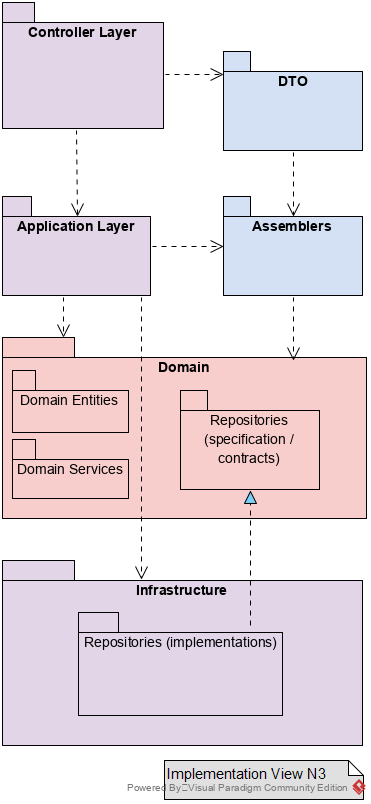 Controller Layer
DTO
Application Layer
Assemblers
Domain
Domain Entities
Domain Services
Repositories
(specification /
contracts)
Infrastructure
Repositories (implementations)
Implementation View N3
Powered By Visual Paradigm Community Edition